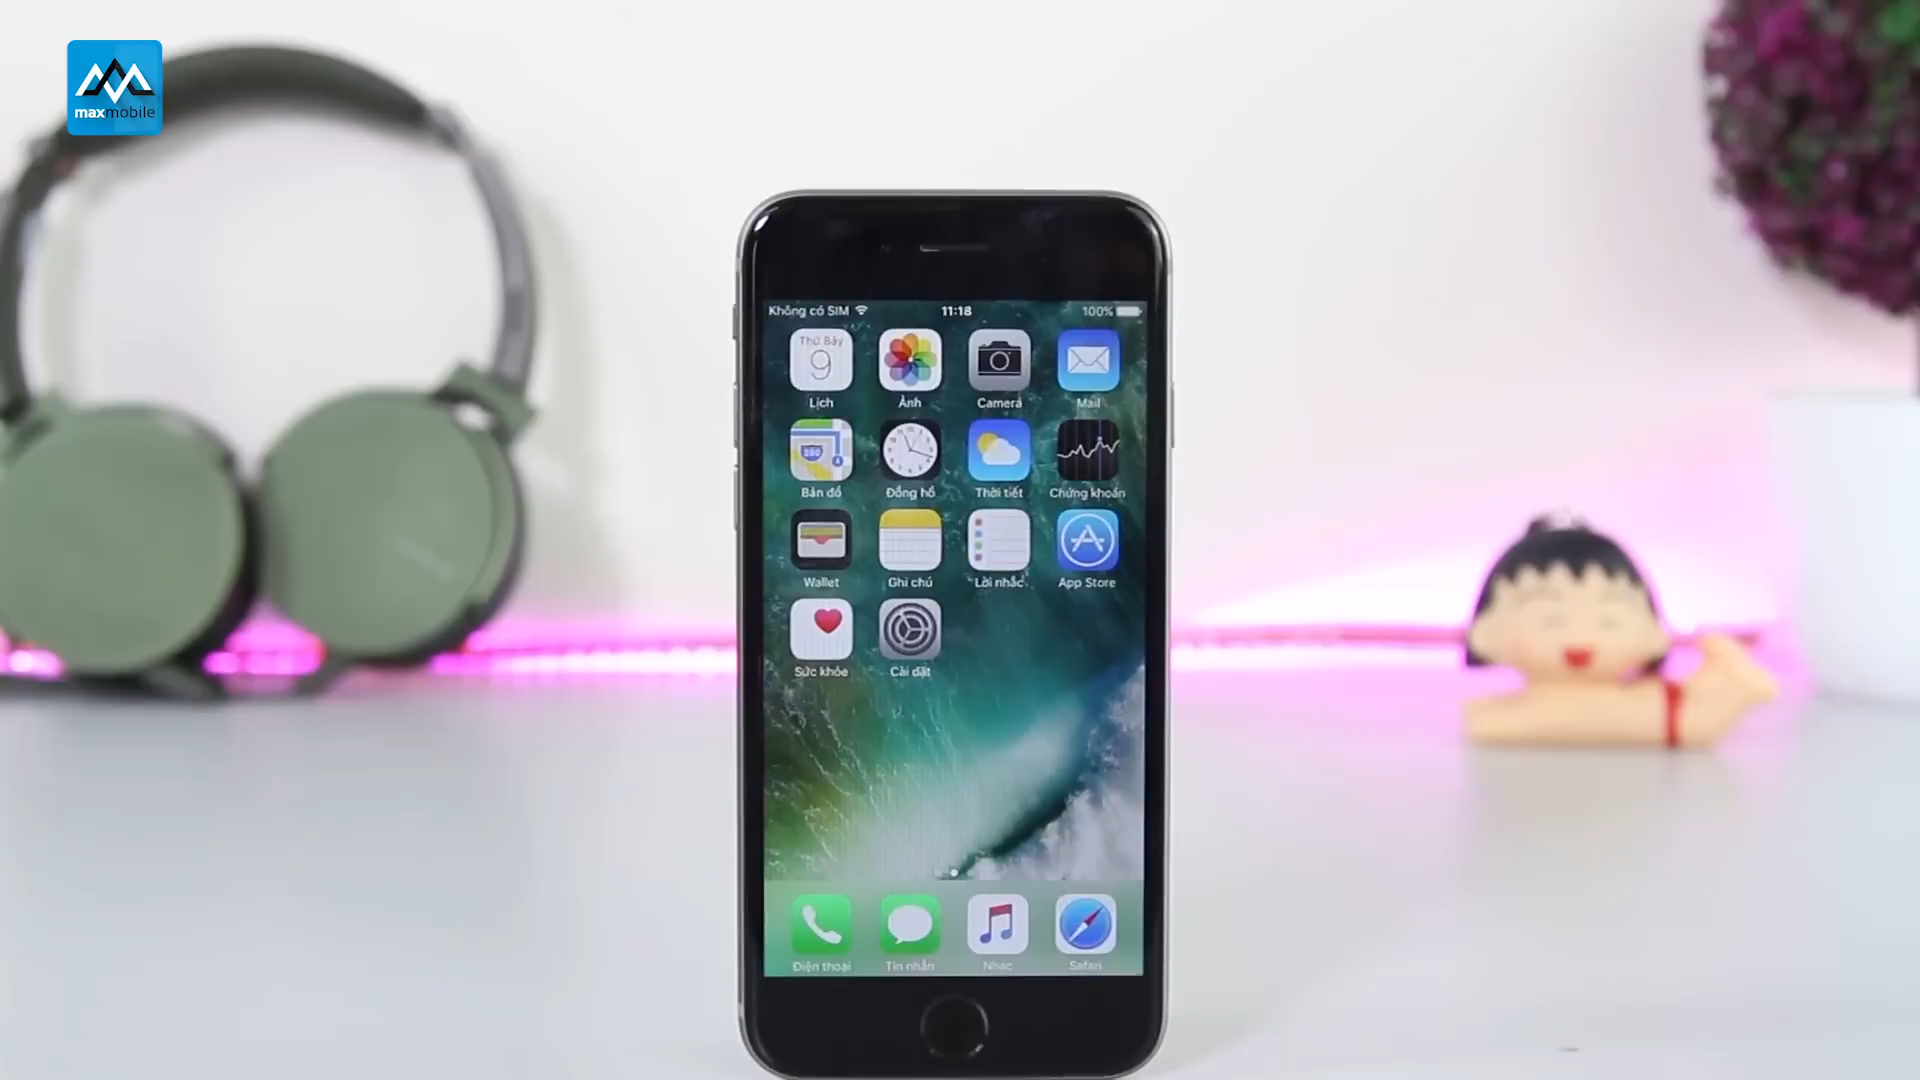 maxmobile
Không có SIM 11:18 100%
Thứ Bảy
9
Lịch Ảnh Camera Mail
280
Bản đồ Đồng hồ Thời tiết Chứng khoán
Wallet Ghi chú Lời nhắc App Store
Sức khỏe Cài đặt
Điện thoại Tin nhắn Nhạc Safari